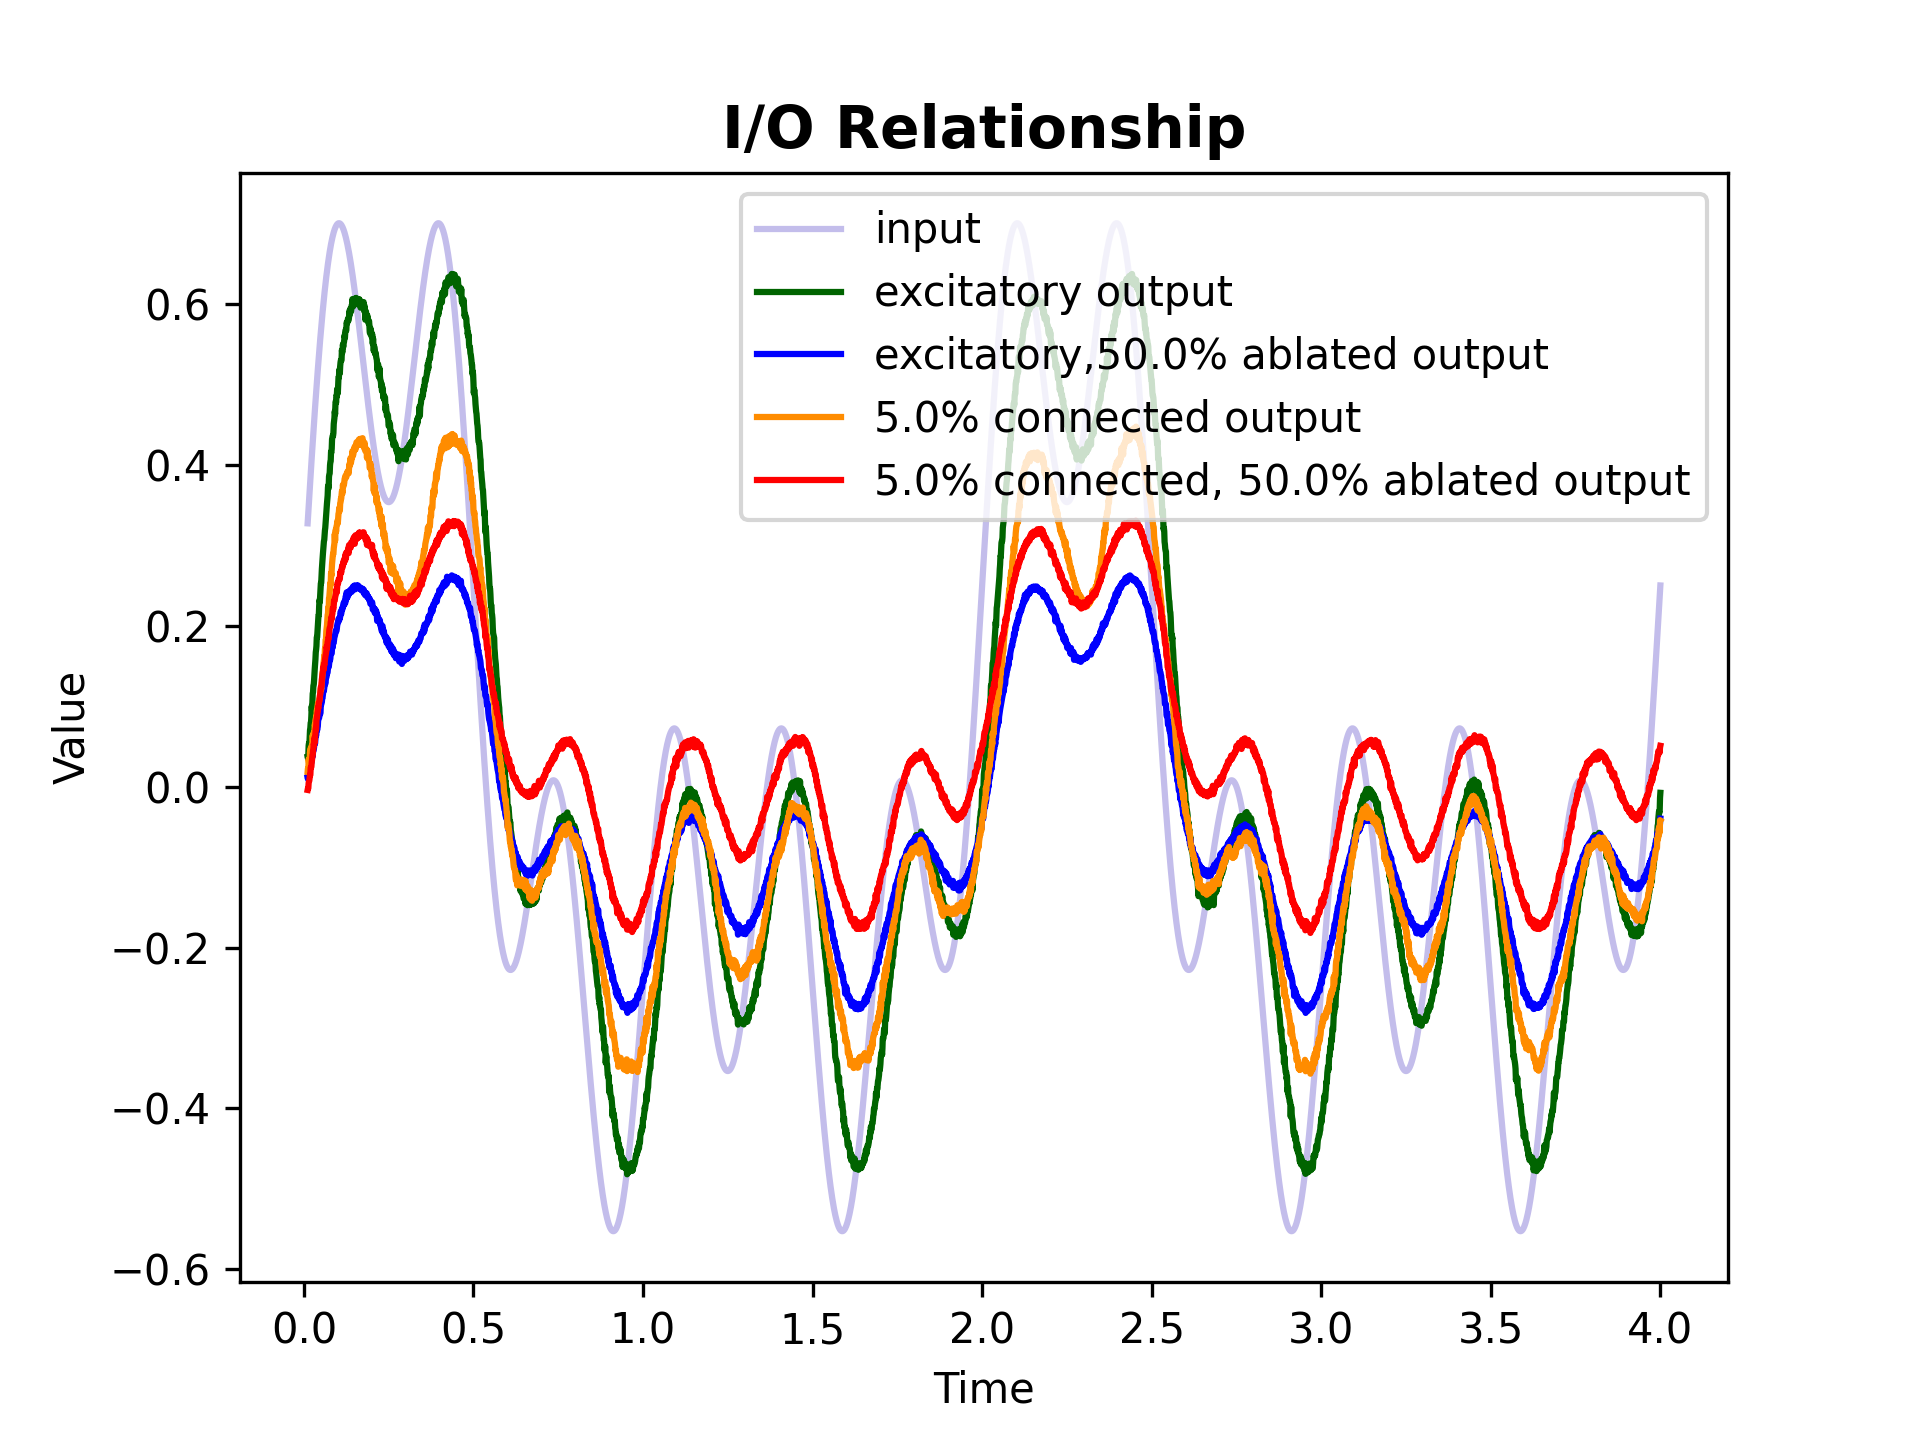 I/O Relationship
input
excitatory output
excitatory,50.0% ablated output
5.0% connected output
5.0% connected, 50.0% ablated output
Value
0.6
0.4
0.2
0.0
−0.2
−0.4
−0.6
0.0 0.5 1.0 1.5 2.0 2.5 3.0 3.5 4.0
Time